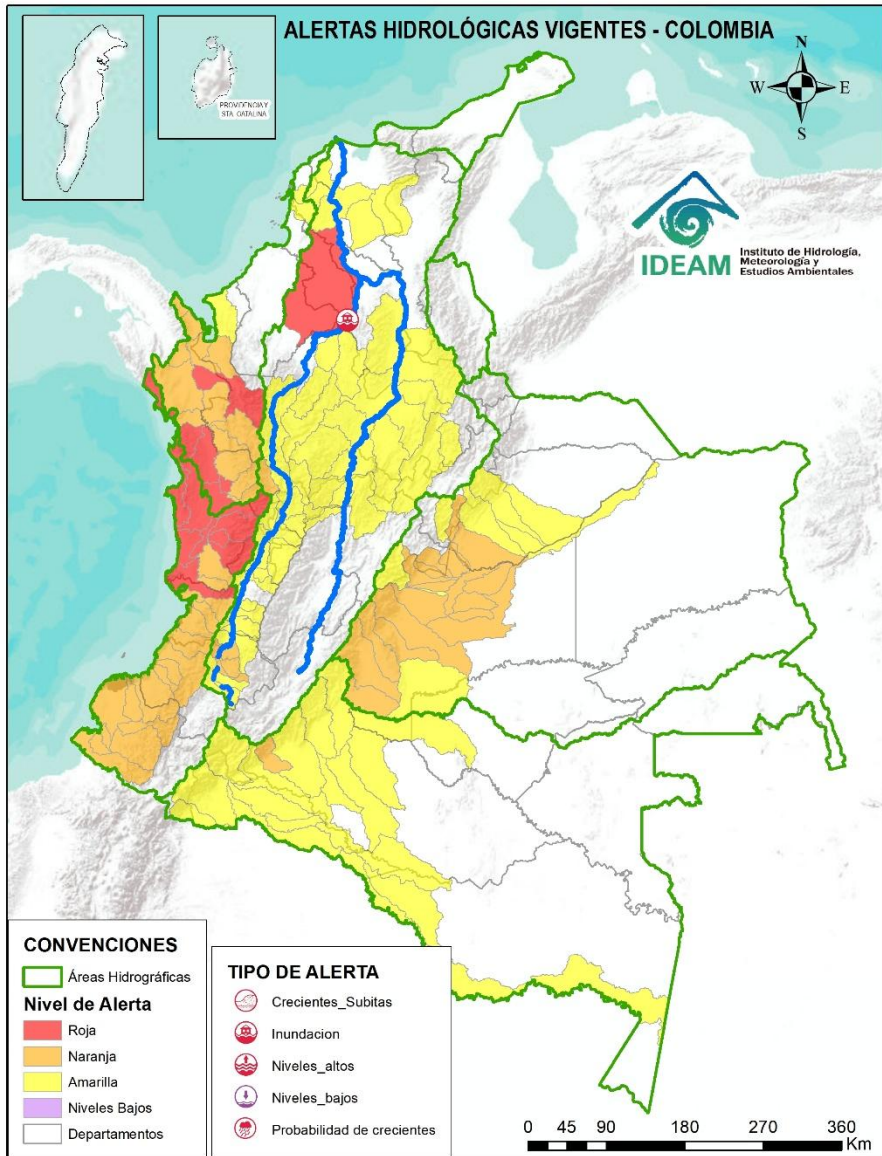 ALERTAS HIDROLÓGICAS VIGENTES - COLOMBIA
PROVIDENCIA Y
STA. CATALINA
N
W
E
S
IDEAM
Instituto de Hidrología,
Meteorología y
Estudios Ambientales
CONVENCIONES
Áreas Hidrográficas
Nivel de Alerta
Roja
Naranja
Amarilla
Niveles Bajos
Departamentos
TIPO DE ALERTA
Crecientes_Subitas
Inundacion
Niveles_altos
Niveles_bajos
Probabilidad de crecientes
0 45 90 180 270 360
Km